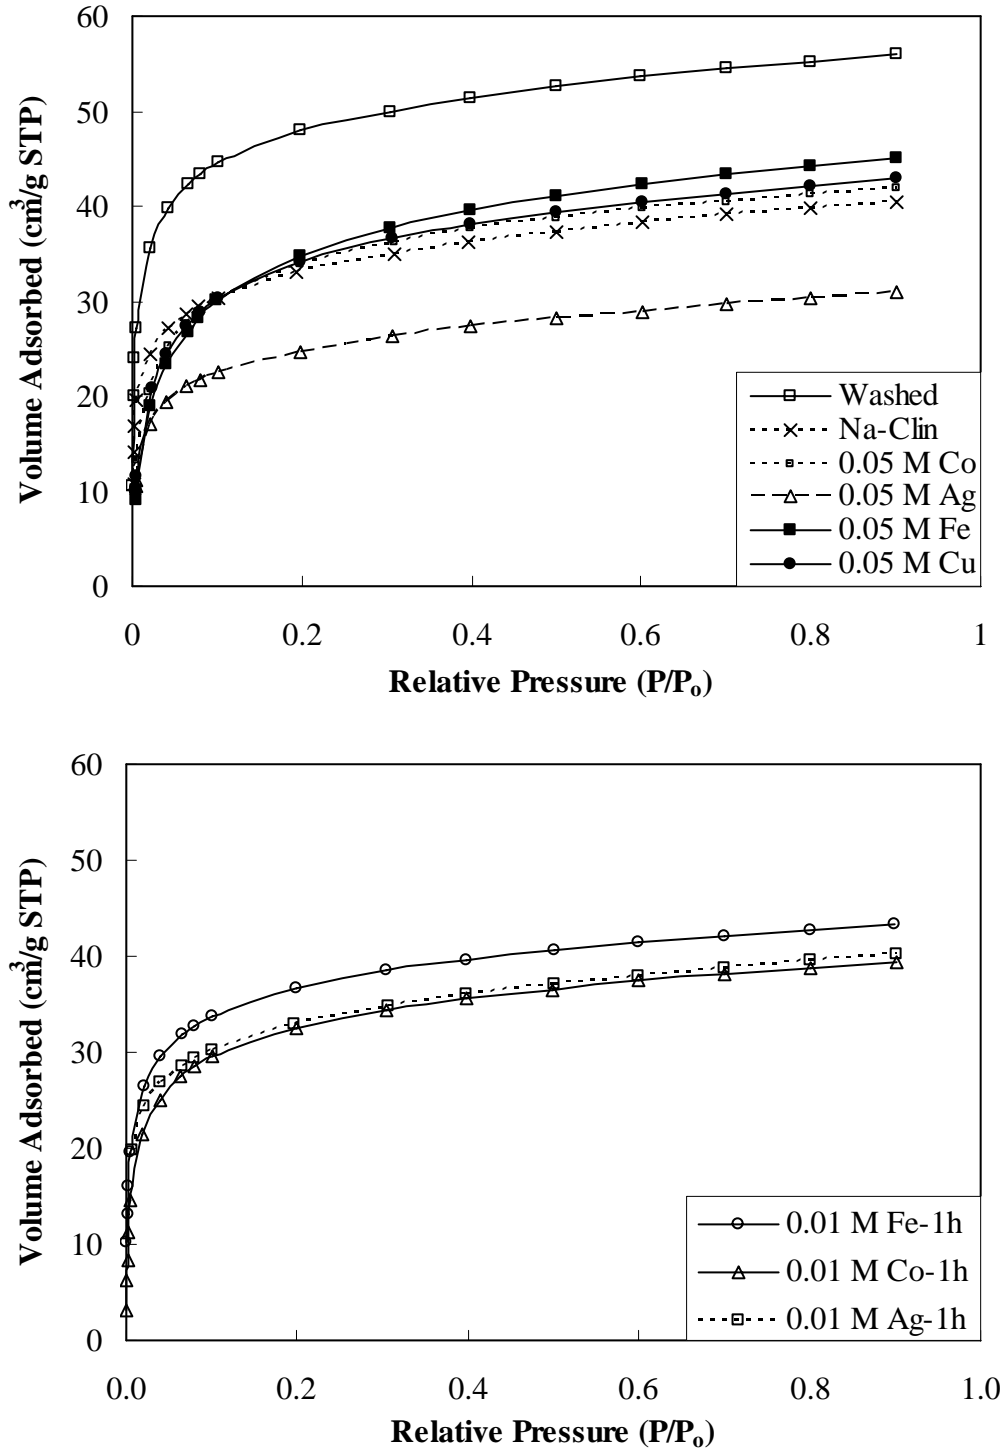 60
50
40
30
20
10
0
Volume Adsorbed (cm³/g STP)
Washed
Na-Clin
0.05 M Co
0.05 M Ag
0.05 M Fe
0.05 M Cu
0 0.2 0.4 0.6 0.8 1
Relative Pressure (P/Pₒ)
60
50
40
30
20
10
0
Volume Adsorbed (cm³/g STP)
0.01 M Fe-1h
0.01 M Co-1h
0.01 M Ag-1h
0.0 0.2 0.4 0.6 0.8 1.0
Relative Pressure (P/Pₒ)